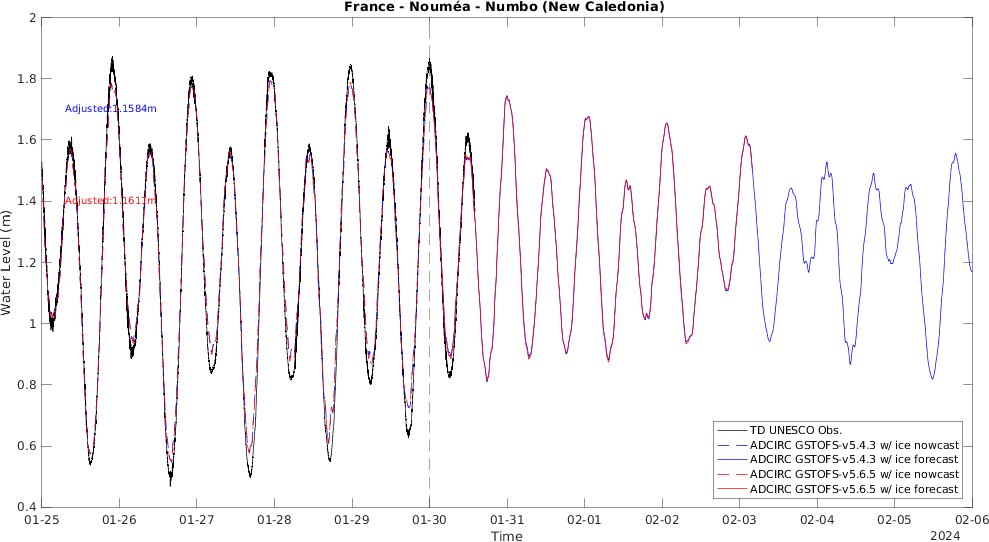 France - Nouméa - Numbo (New Caledonia)
2
1.8
1.6
1.4
1.2
1
0.8
0.6
0.4
Water Level (m)
Adjusted:1.1584m
Adjusted:1.1611m
TD UNESCO Obs.
ADCIRC GSTOFS-v5.4.3 w/ ice nowcast
ADCIRC GSTOFS-v5.4.3 w/ ice forecast
ADCIRC GSTOFS-v5.6.5 w/ ice nowcast
ADCIRC GSTOFS-v5.6.5 w/ ice forecast
01-25 01-26 01-27 01-28 01-29 01-30 01-31 02-01 02-02 02-03 02-04 02-05 02-06
Time
2024